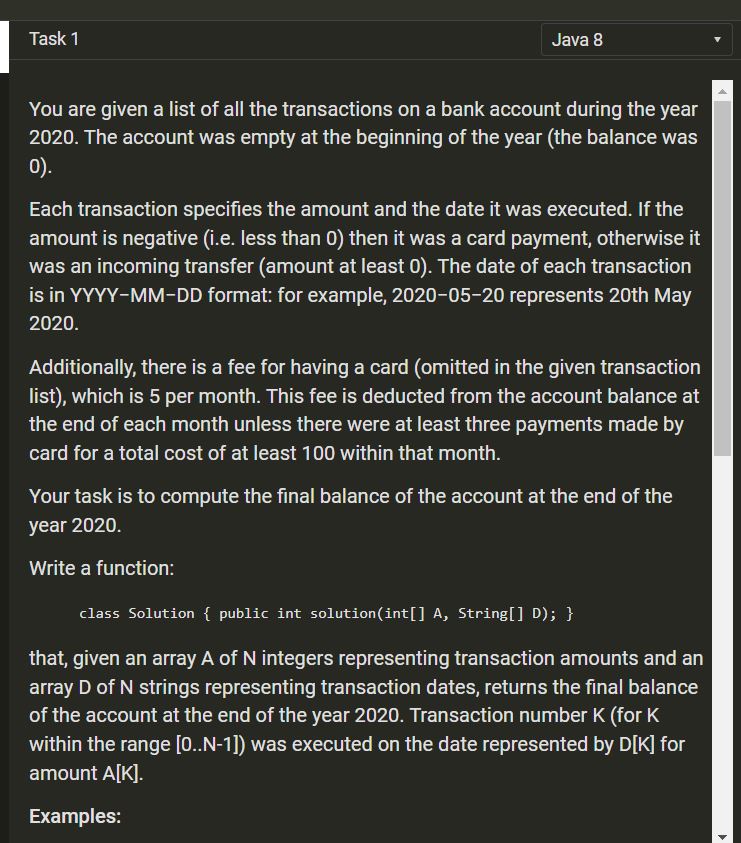 Task 1
Java 8
You are given a list of all the transactions on a bank account during the year
2020. The account was empty at the beginning of the year (the balance was
0).
Each transaction specifies the amount and the date it was executed. If the
amount is negative (i.e. less than 0) then it was a card payment, otherwise it
was an incoming transfer (amount at least 0). The date of each transaction
is in YYYY-MM-DD format: for example, 2020-05-20 represents 20th May
2020.
Additionally, there is a fee for having a card (omitted in the given transaction
list), which is 5 per month. This fee is deducted from the account balance at
the end of each month unless there were at least three payments made by
card for a total cost of at least 100 within that month.
Your task is to compute the final balance of the account at the end of the
year 2020.
Write a function:
class Solution { public int solution(int[] A, String[] D); }
that, given an array A of N integers representing transaction amounts and an
array D of N strings representing transaction dates, returns the final balance
of the account at the end of the year 2020. Transaction number K (for K
within the range [0..N-1]) was executed on the date represented by D[K] for
amount A[K].
Examples: